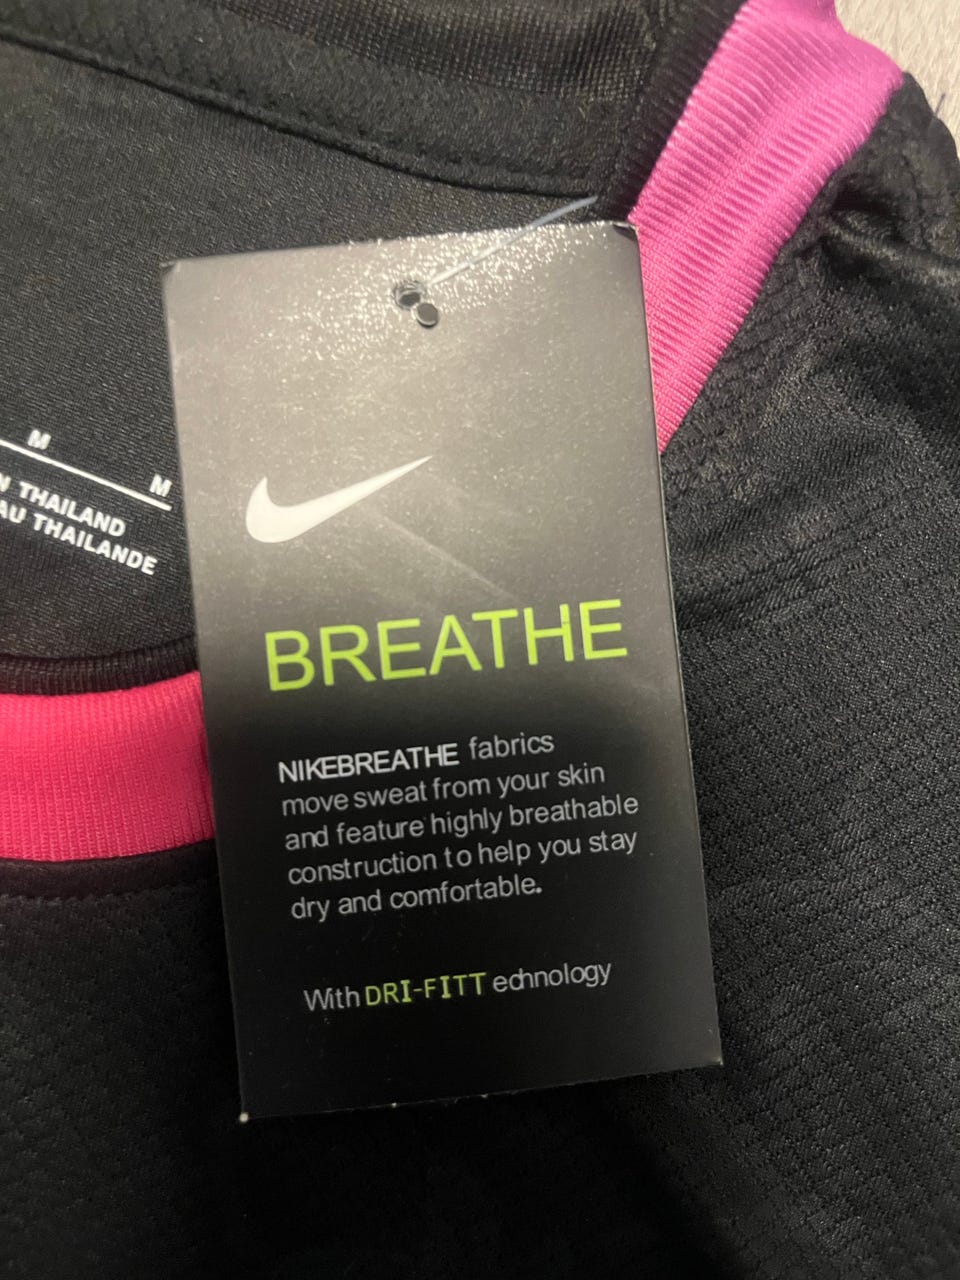 M
M
THAILAND
AU THAILANDE
BREATHE
NIKEBREATHE fabrics
move sweat from your skin
and feature highly breathable
construction to help you stay
dry and comfortable.
With DRI-FITT echnology